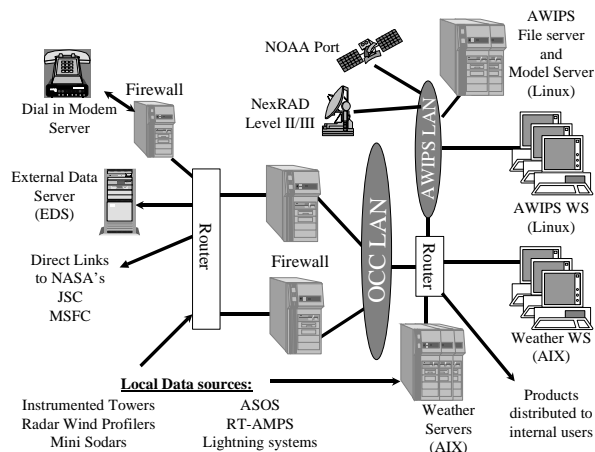 NOAA Port
AWIPS
File server
and
Model Server
(Linux)
Firewall
Dial in Modem
Server
NexRAD
Level II/III
AWIPS LAN
External Data
Server
(EDS)
AWIPS WS
(Linux)
Router
OCC LAN
Direct Links
to NASA's
JSC
MSFC
Firewall
Router
Weather WS
(AIX)
Local Data sources:
Instrumented Towers
Radar Wind Profilers
Mini Sodars
ASOS
RT-AMPS
Lightning systems
Weather
Servers
(AIX)
Products
distributed to
internal users